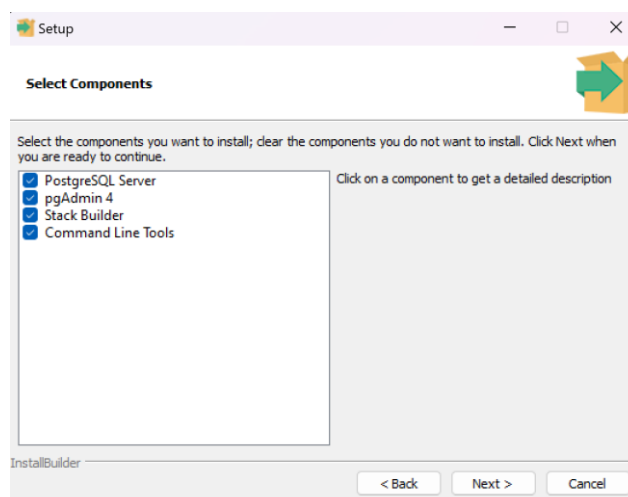 Setup
Select Components
Select the components you want to install; clear the components you do not want to install. Click Next when
you are ready to continue.
PostgreSQL Server
pgAdmin 4
Stack Builder
Command Line Tools
Click on a component to get a detailed description
InstallBuilder
< Back
Next >
Cancel